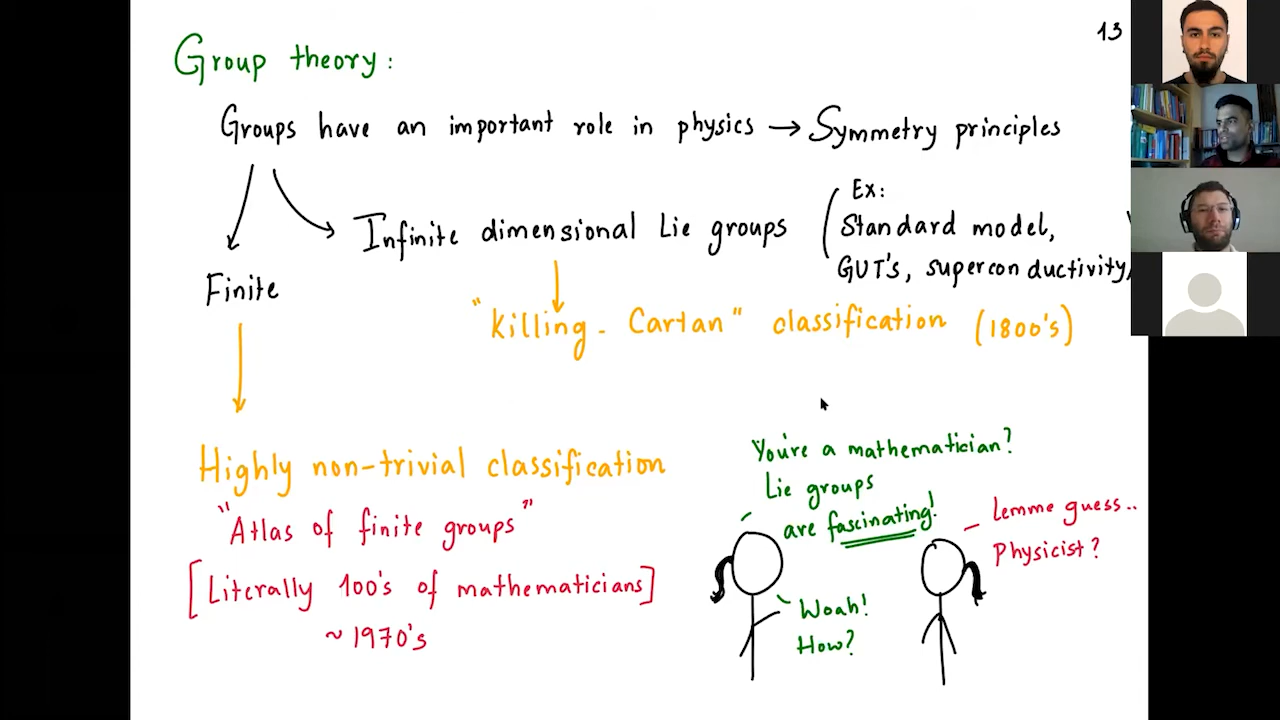 13
Group theory:
Groups have an important role in physics → Symmetry principles
Infinite dimensional Lie groups
Ex:
Standard model,
GUT's, superconductivity
Finite
"Killing - Cartan" classification (1800's)
Highly non-trivial classification
"Atlas of finite groups"
[Literally 100's of mathematicians]
~ 1970's
You're a mathematician?
Lie groups
are fascinating!
Lemme guess..
Physicist?
Woah!
How?